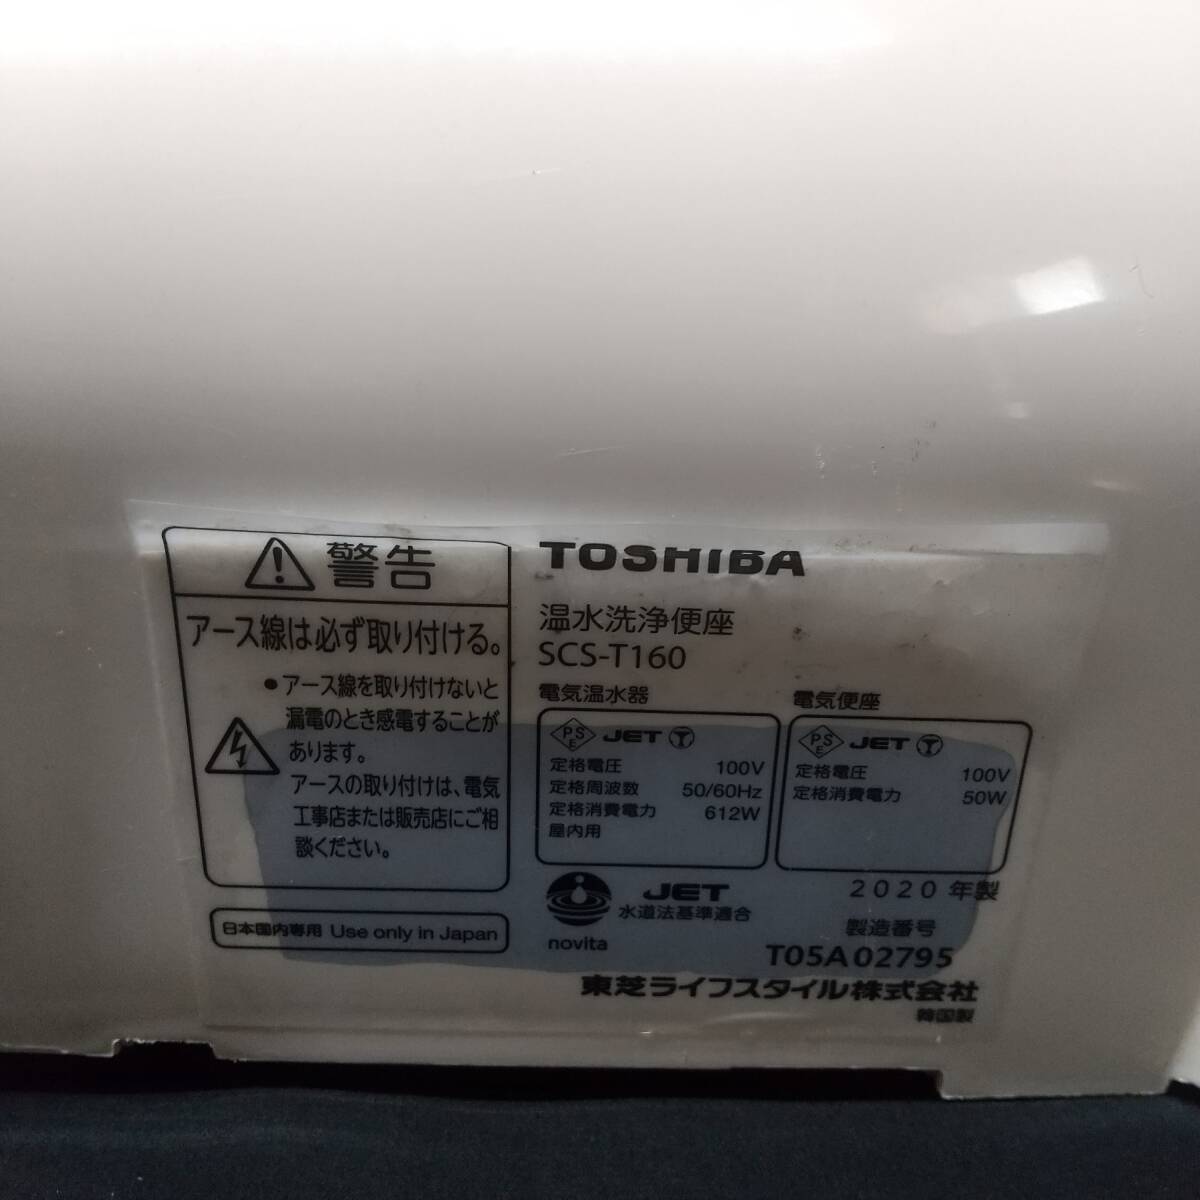 警告
アース線は必ず取り付ける。
●アース線を取り付けないと
漏電のとき感電することが
あります。
アースの取り付けは、電気
工事店または販売店にご相
談ください。
日本国内専用 Use only in Japan
TOSHIBA
温水洗浄便座
SCS-T160
電気温水器
PS
E
JET
定格電圧 100V
定格周波数 50/60Hz
定格消費電力 612W
屋内用
電気便座
PS
E
JET
定格電圧 100V
定格消費電力 50W
novita
JET
水道法基準適合
2020年製
製造番号
T05A02795
東芝ライフスタイル株式会社
韓国製